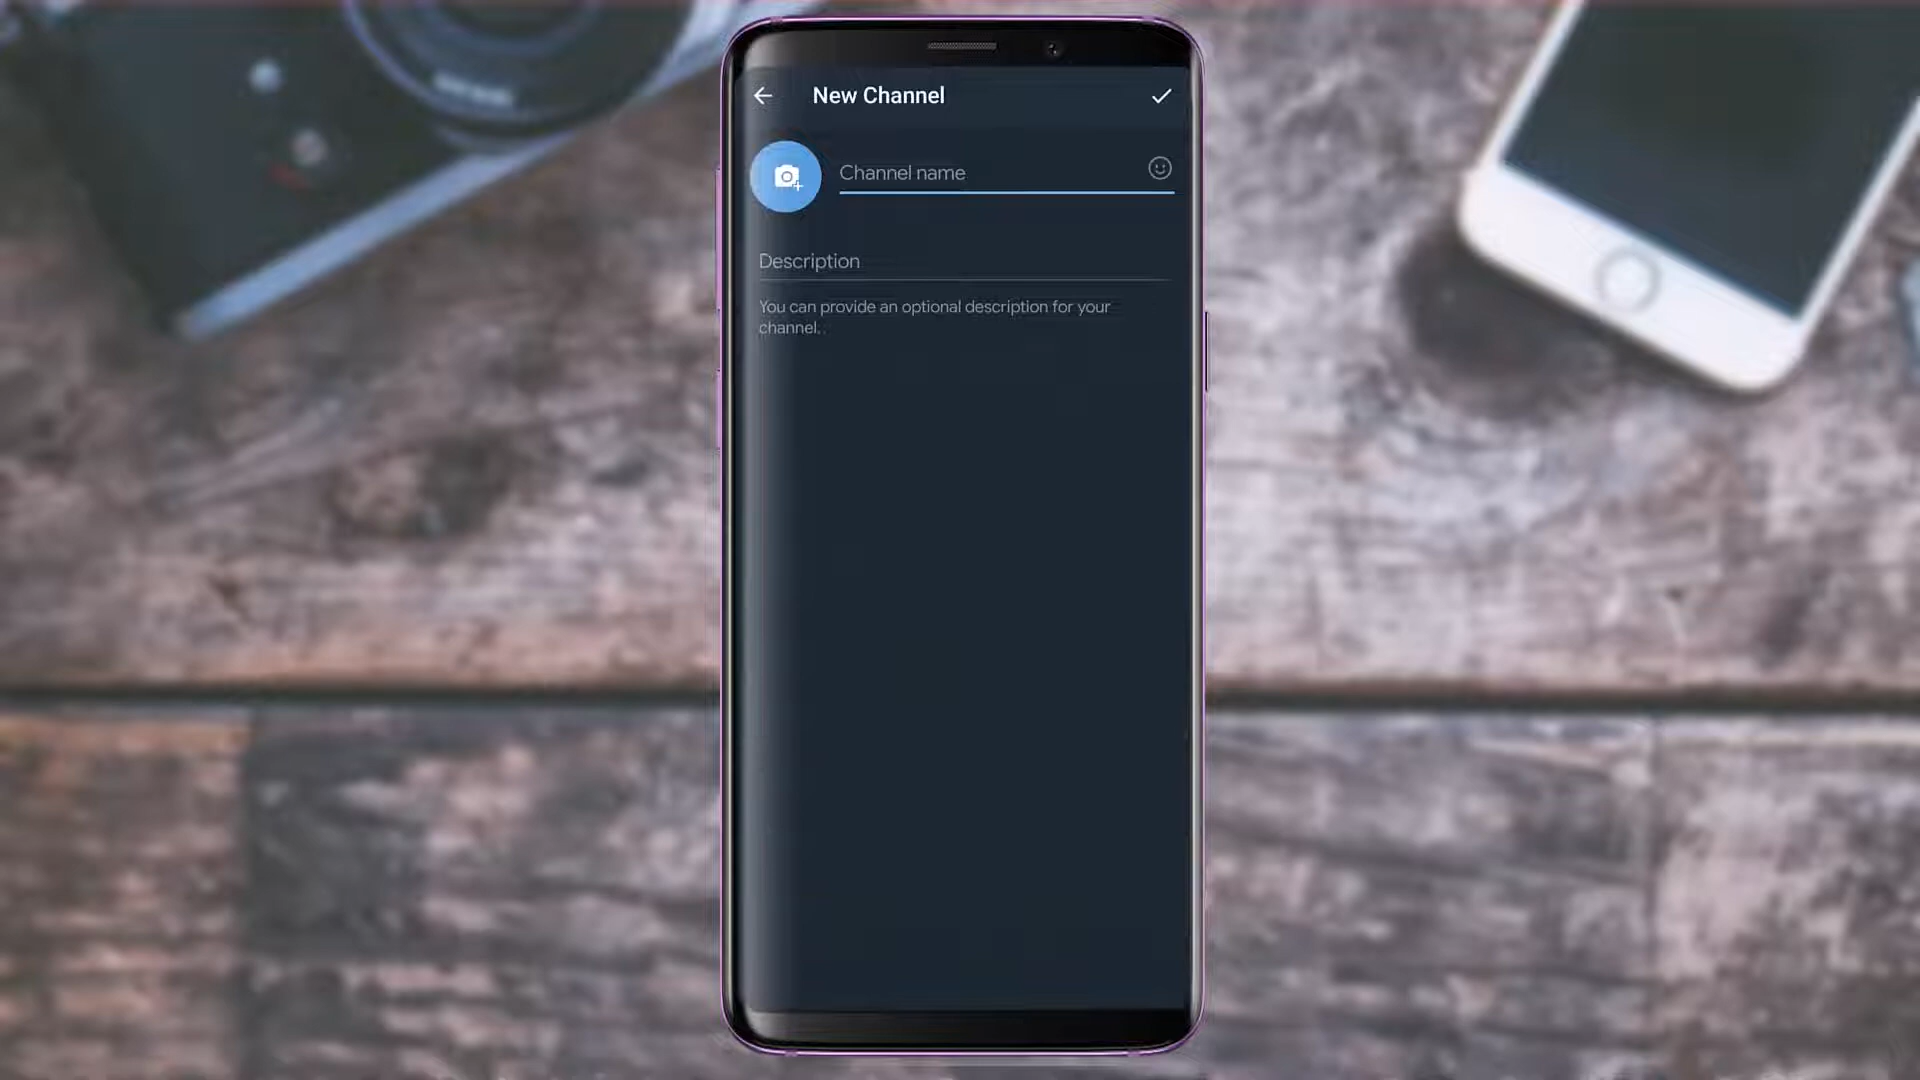 New Channel
Channel name
Description
You can provide an optional description for your
channel.